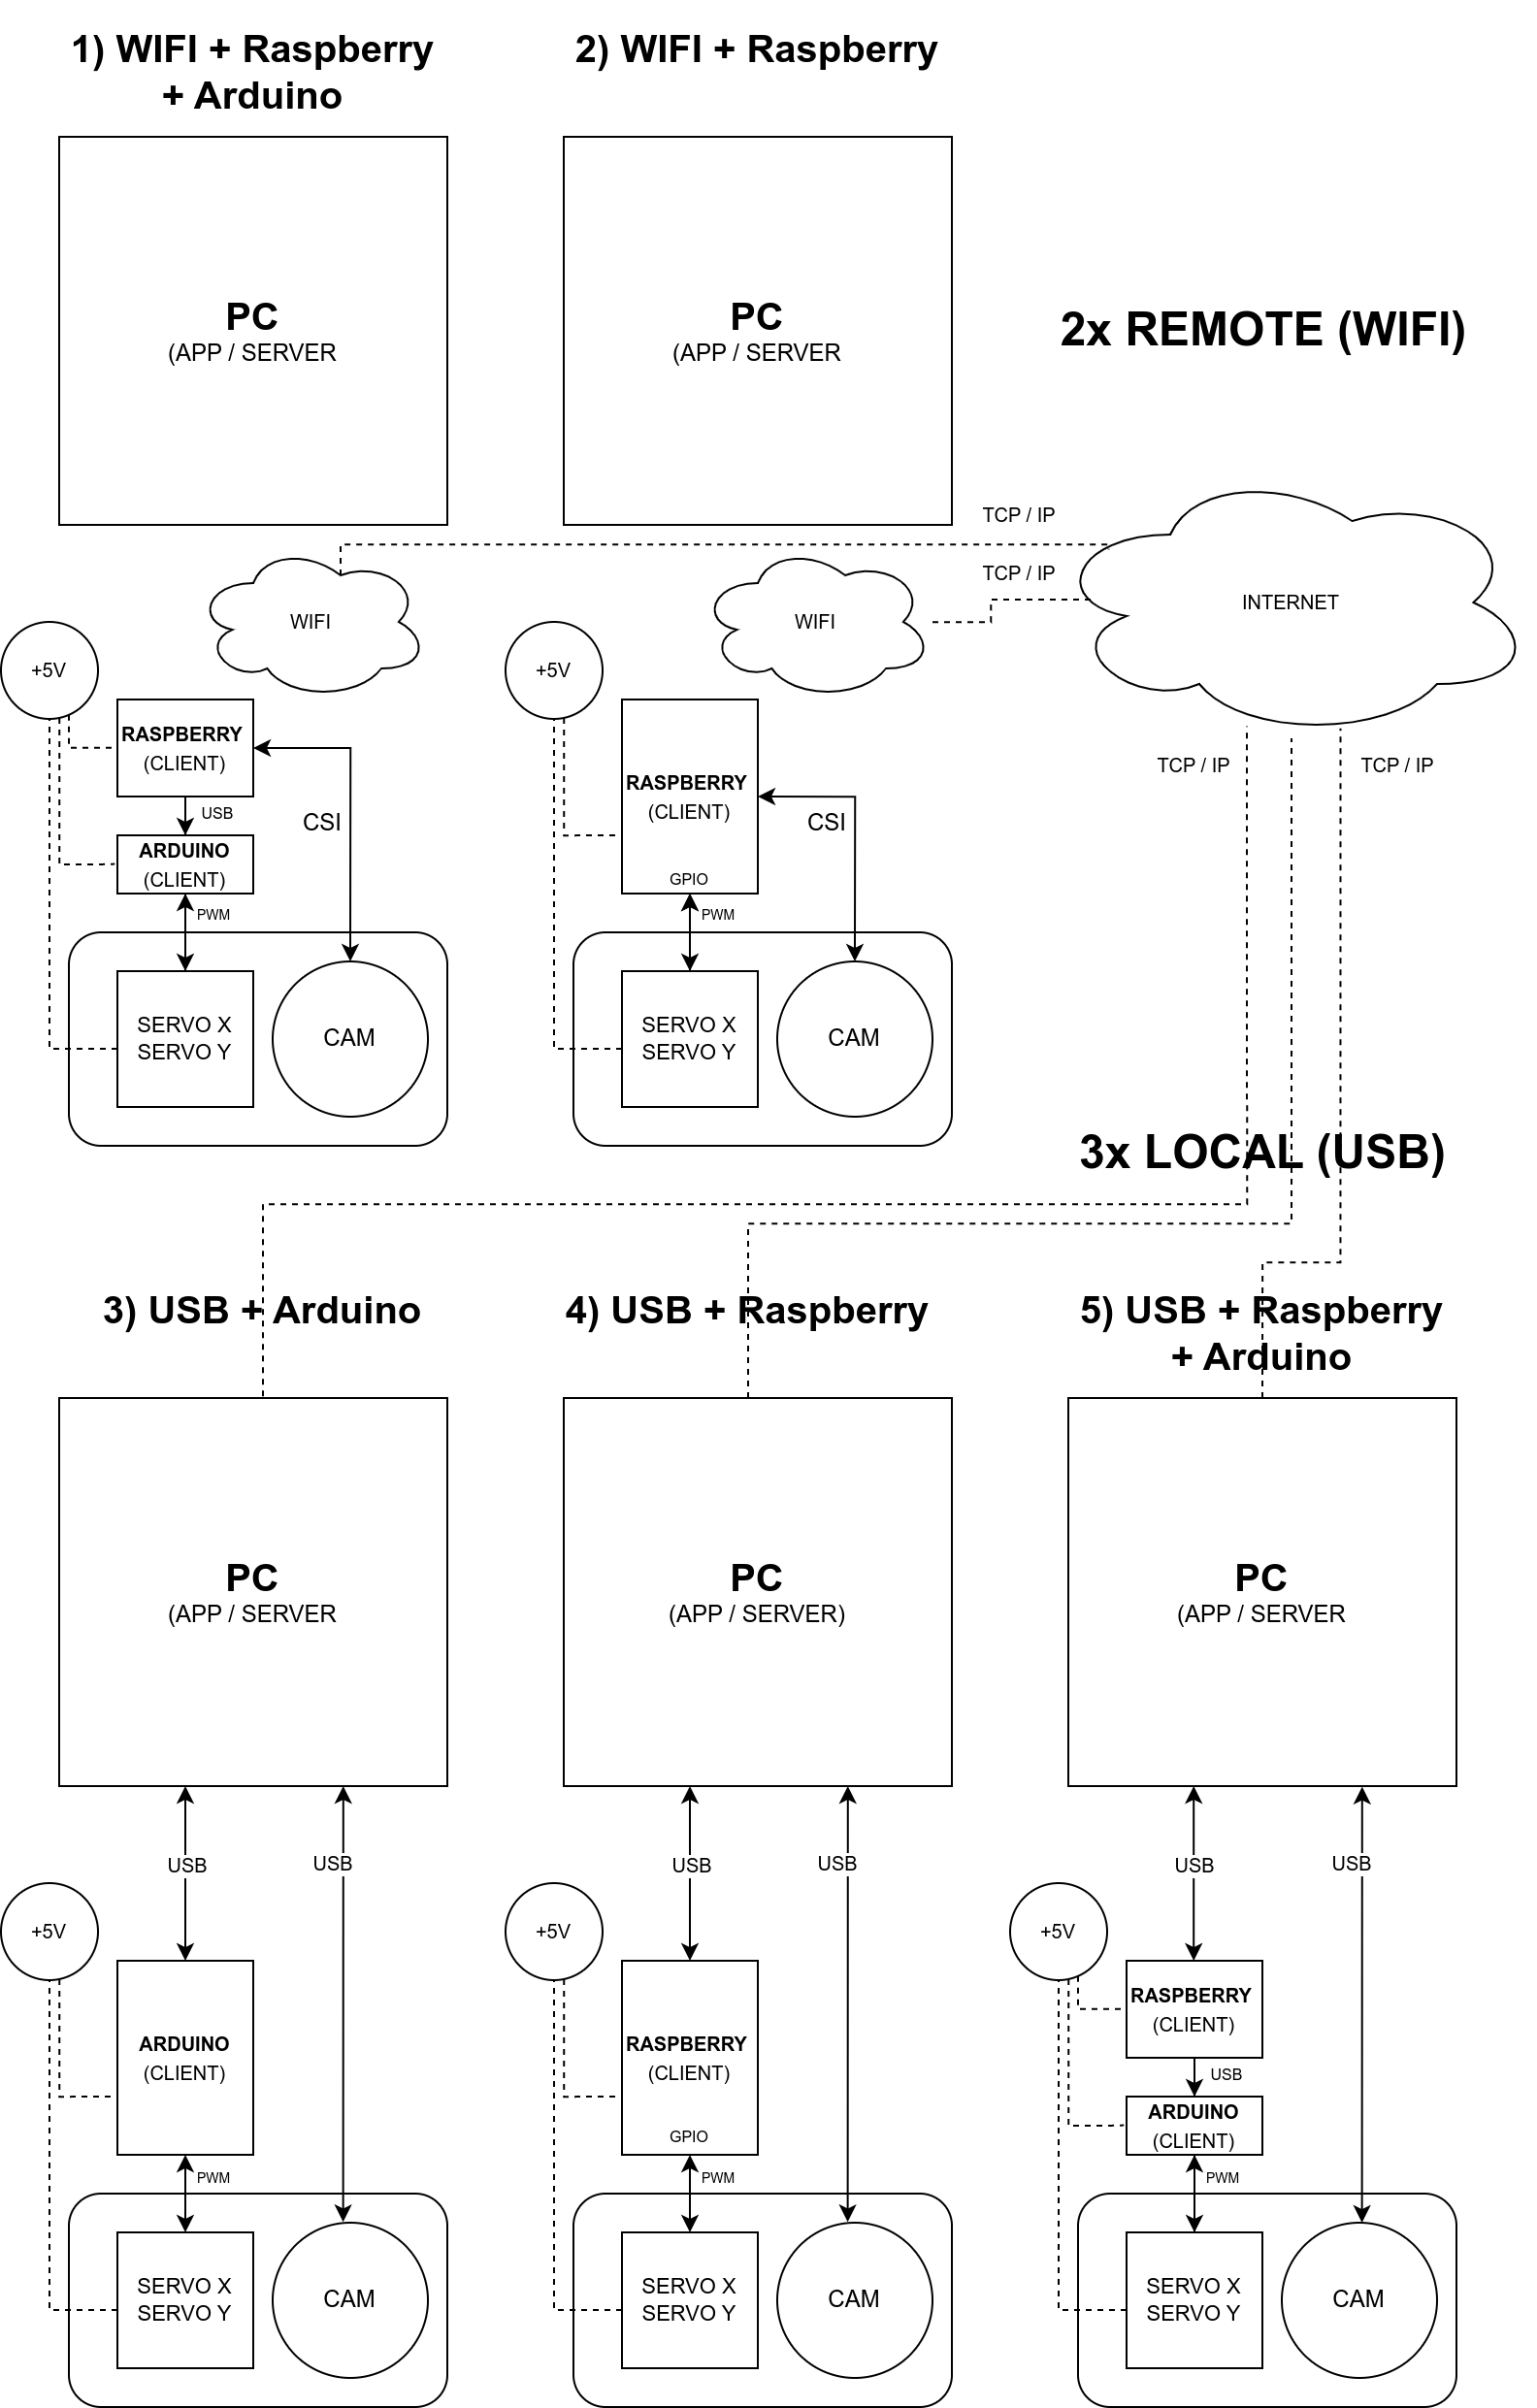 1) WIFI + Raspberry
+ Arduino
2) WIFI + Raspberry
PC
(APP / SERVER
PC
(APP / SERVER
2x REMOTE (WIFI)
TCP / IP
TCP / IP
INTERNET
WIFI
WIFI
+5V
+5V
RASPBERRY
(CLIENT)
USB
ARDUINO
(CLIENT)
PWM
CSI
RASPBERRY
(CLIENT)
GPIO
PWM
CSI
TCP / IP
TCP / IP
SERVO X
SERVO Y
CAM
SERVO X
SERVO Y
CAM
3x LOCAL (USB)
3) USB + Arduino
4) USB + Raspberry
5) USB + Raspberry
+ Arduino
PC
(APP / SERVER
PC
(APP / SERVER)
PC
(APP / SERVER
USB
USB
USB
USB
USB
USB
+5V
+5V
+5V
ARDUINO
(CLIENT)
PWM
RASPBERRY
(CLIENT)
GPIO
PWM
RASPBERRY
(CLIENT)
USB
ARDUINO
(CLIENT)
PWM
SERVO X
SERVO Y
CAM
SERVO X
SERVO Y
CAM
SERVO X
SERVO Y
CAM